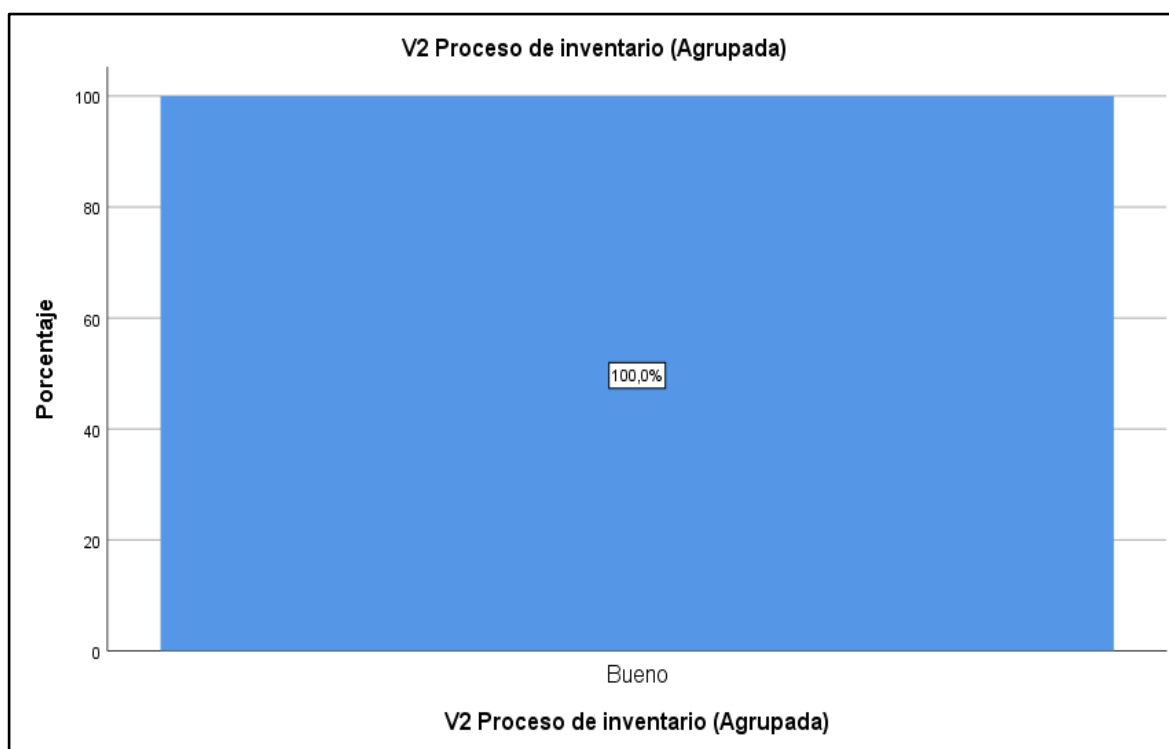 V2 Proceso de inventario (Agrupada)
100
80
60
40
20
0
Porcentaje
100,0%
Bueno
V2 Proceso de inventario (Agrupada)